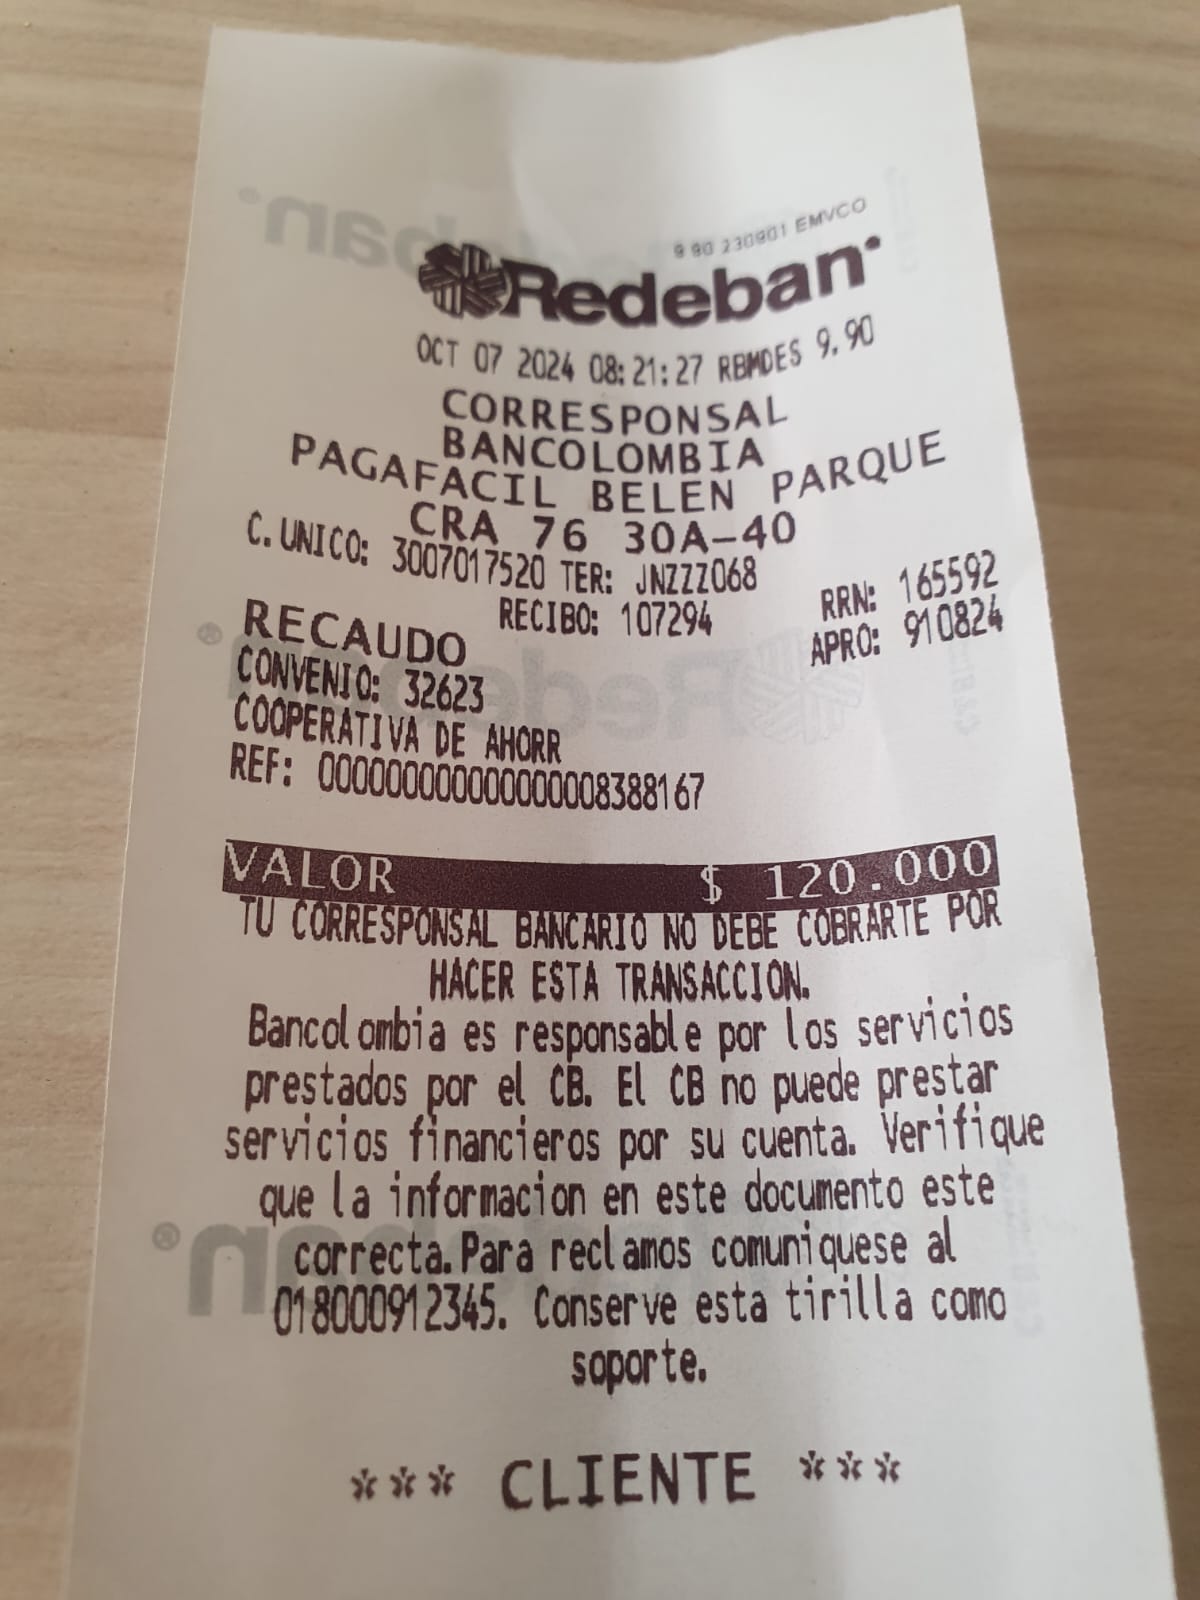 9 90 230901 EMVCO
Redeban
OCT 07 2024 08:21:27 RBMDES 9.90
CORRESPONSAL
BANCOLOMBIA
PAGAFACIL BELEN PARQUE
CRA 76 30A-40
C. UNICO: 3007017520 TER: JNZZZ068
RECIBO: 107294 RRN: 165592
RECAUDO APRO: 910824
CONVENIO: 32623
COOPERATIVA DE AHORR
REF: 
VALOR $ 120.000
TU CORRESPONSAL BANCARIO NO DEBE COBRARTE POR
HACER ESTA TRANSACCION.
Bancolombia es responsable por los servicios
prestados por el CB. El CB no puede prestar
servicios financieros por su cuenta. Verifique
que la informacion en este documento este
correcta. Para reclamos comuniquese al
018000912345. Conserve esta tirilla como
soporte.
*** CLIENTE ***